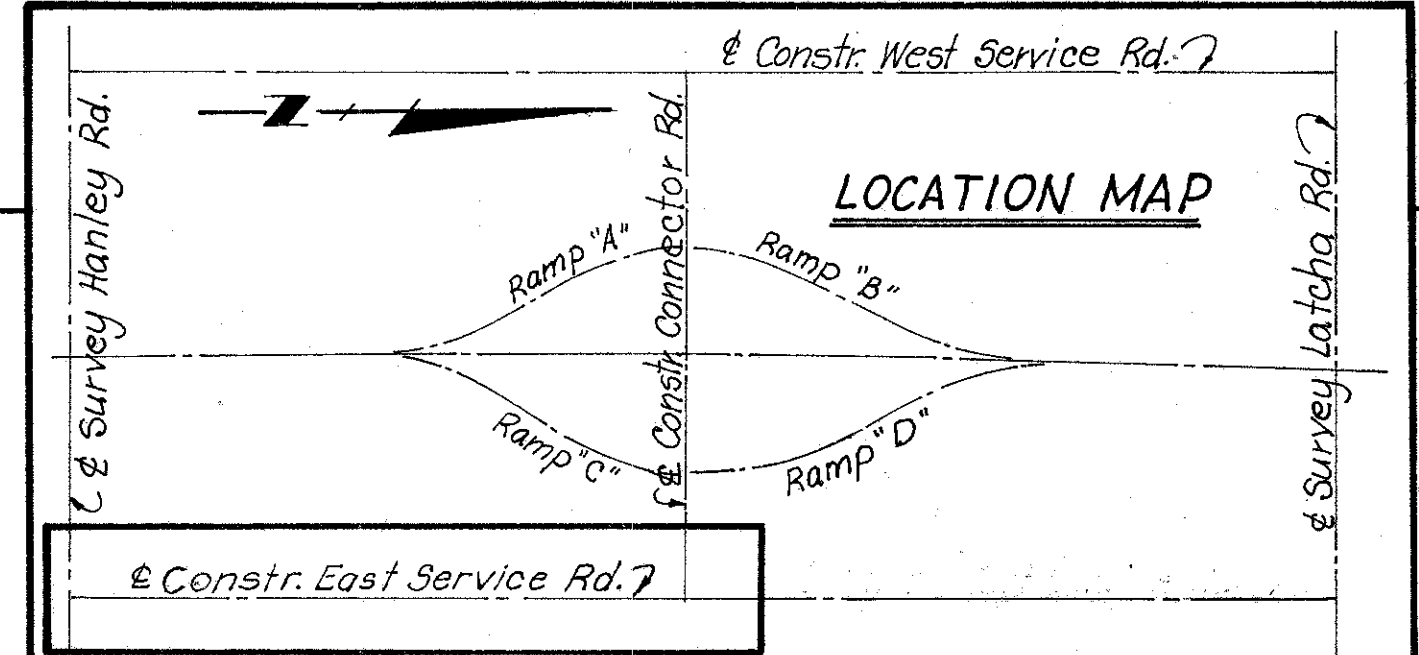 ℄ Constr. West Service Rd.
℄ Survey Hanley Rd.
N
℄ Constr. Connector Rd.
LOCATION MAP
℄ Survey Latcha Rd.
Ramp "A"
Ramp "B"
Ramp "C"
Ramp "D"
℄ Constr. East Service Rd.